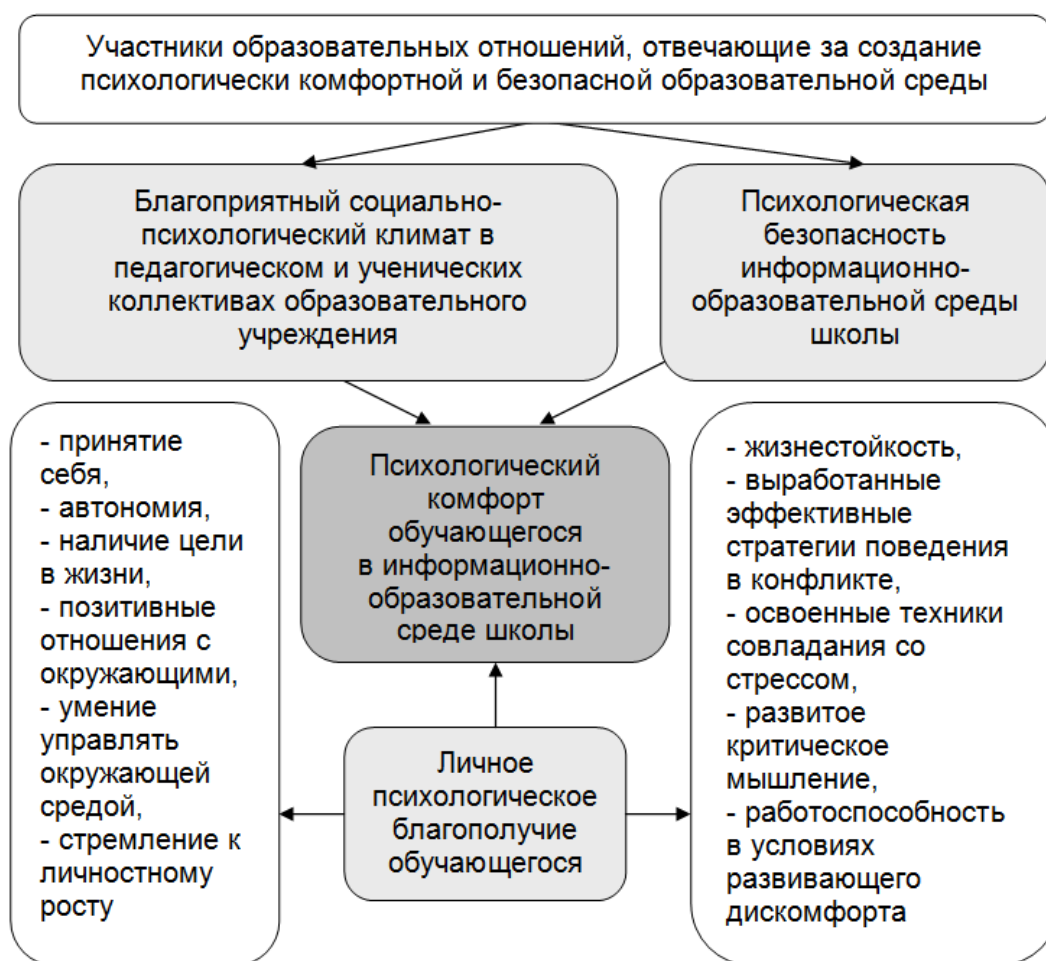 Участники образовательных отношений, отвечающие за создание
психологически комфортной и безопасной образовательной среды
Благоприятный социально-
психологический климат в
педагогическом и ученических
коллективах образовательного
учреждения
Психологическая
безопасность
информационно-
образовательной среды
школы
- принятие
себя,
- автономия,
- наличие цели
в жизни,
- позитивные
отношения с
окружающими,
- умение
управлять
окружающей
средой,
- стремление к
личностному
росту
Психологический
комфорт
обучающегося
в информационно-
образовательной
среде школы
- жизнестойкость,
- выработанные
эффективные
стратегии поведения
в конфликте,
- освоенные техники
совладания со
стрессом,
- развитое
критическое
мышление,
- работоспособность
в условиях
развивающего
дискомфорта
Личное
психологическое
благополучие
обучающегося